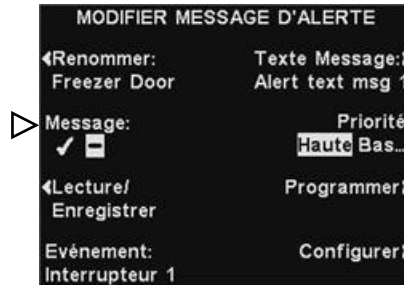 MODIFIER MESSAGE D'ALERTE
Renommer:
Freezer Door
Texte Message:
Alert text msg 1
Message:
✓ –
Priorité
Haute Bas…
Lecture/
Enregistrer
Programmer
Evénement:
Interrupteur 1
Configurer